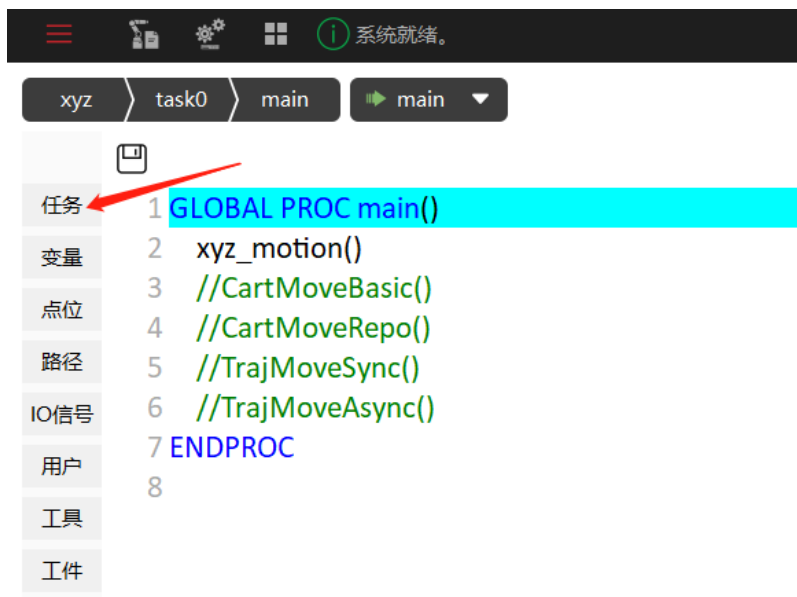 系统就绪。
xyz task0 main main
任务
变量
点位
路径
IO信号
用户
工具
工件
1 GLOBAL PROC main()
2 xyz_motion()
3 //CartMoveBasic()
4 //CartMoveRepo()
5 //TrajMoveSync()
6 //TrajMoveAsync()
7 ENDPROC
8